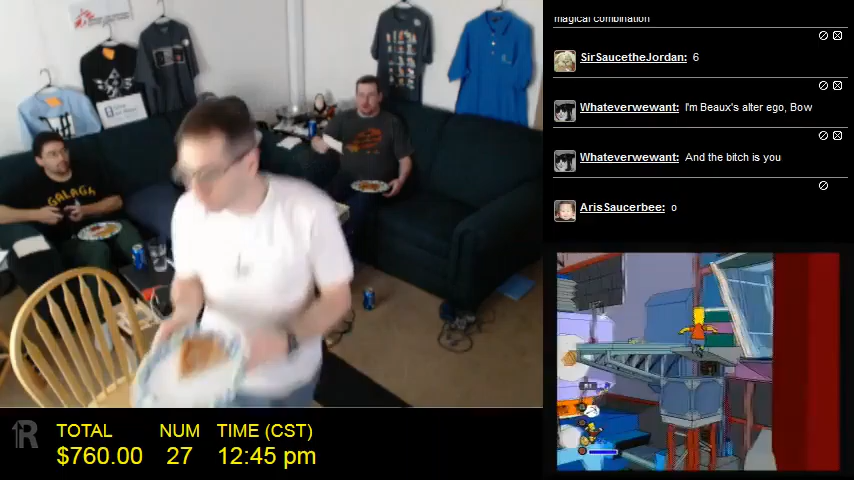 magical combination
SirSaucetheJordan: 6
Whateverwewant: I'm Beaux's alter ego, Bow
Whateverwewant: And the bitch is you
ArisSaucerbee: o
GALAGA
TOTAL NUM TIME (CST)
$760.00 27 12:45 pm